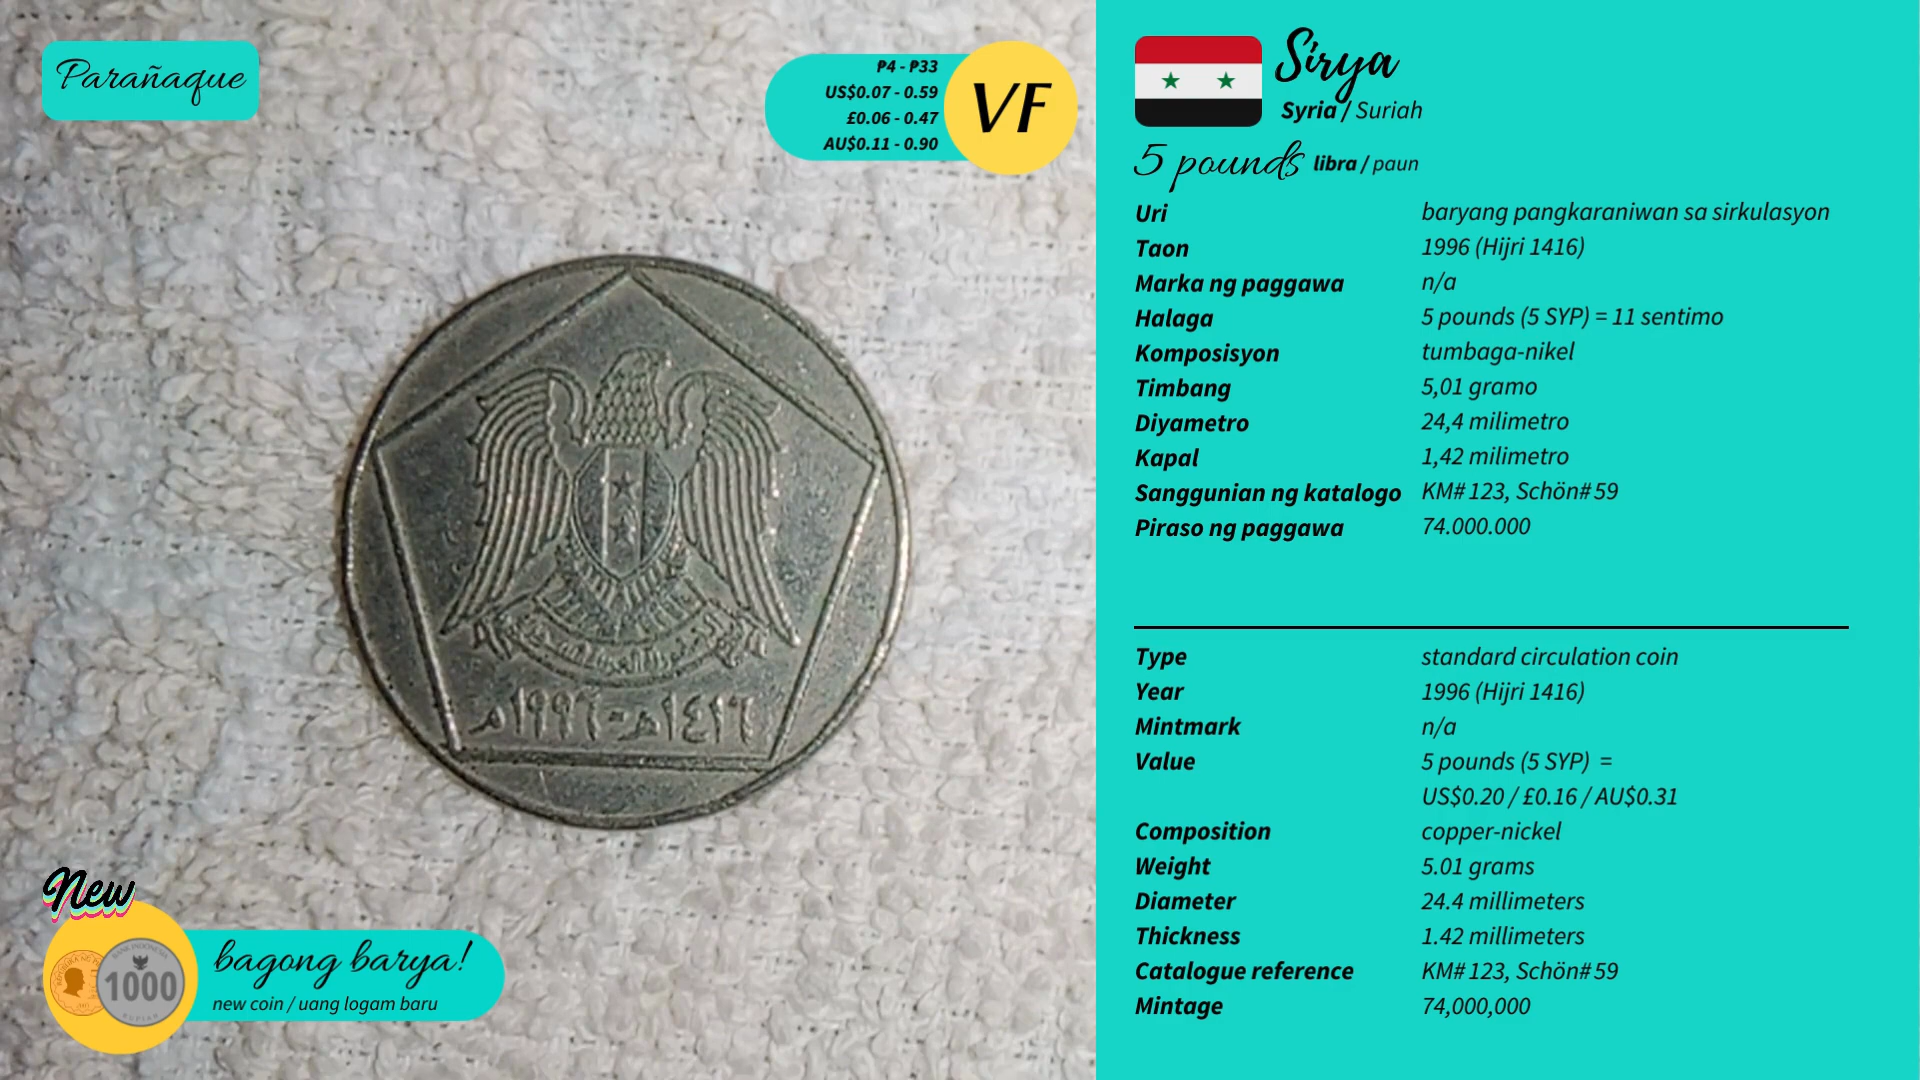 Parañaque
₱4 - ₱33
US$0.07 - 0.59
£0.06 - 0.47
AU$0.11 - 0.90
VF
١٤١٦هـ-١٩٩٦م
New
1000
bagong barya!
new coin / uang logam baru
Sirya
Syria / Suriah
5 pounds libra / paun
Uri baryang pangkaraniwan sa sirkulasyon
Taon 1996 (Hijri 1416)
Marka ng paggawa n/a
Halaga 5 pounds (5 SYP) = 11 sentimo
Komposisyon tumbaga-nikel
Timbang 5,01 gramo
Diyametro 24,4 milimetro
Kapal 1,42 milimetro
Sanggunian ng katalogo KM# 123, Schön# 59
Piraso ng paggawa 74.000.000
Type standard circulation coin
Year 1996 (Hijri 1416)
Mintmark n/a
Value 5 pounds (5 SYP) =
US$0.20 / £0.16 / AU$0.31
Composition copper-nickel
Weight 5.01 grams
Diameter 24.4 millimeters
Thickness 1.42 millimeters
Catalogue reference KM# 123, Schön# 59
Mintage 74,000,000